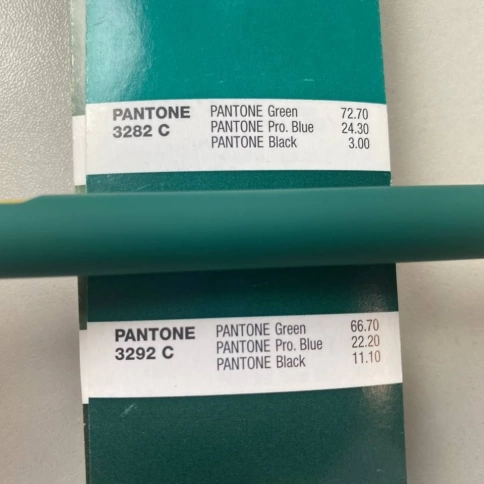 PANTONE 3282 C
PANTONE Green 72.70
PANTONE Pro. Blue 24.30
PANTONE Black 3.00
PANTONE 3292 C
PANTONE Green 66.70
PANTONE Pro. Blue 22.20
PANTONE Black 11.10